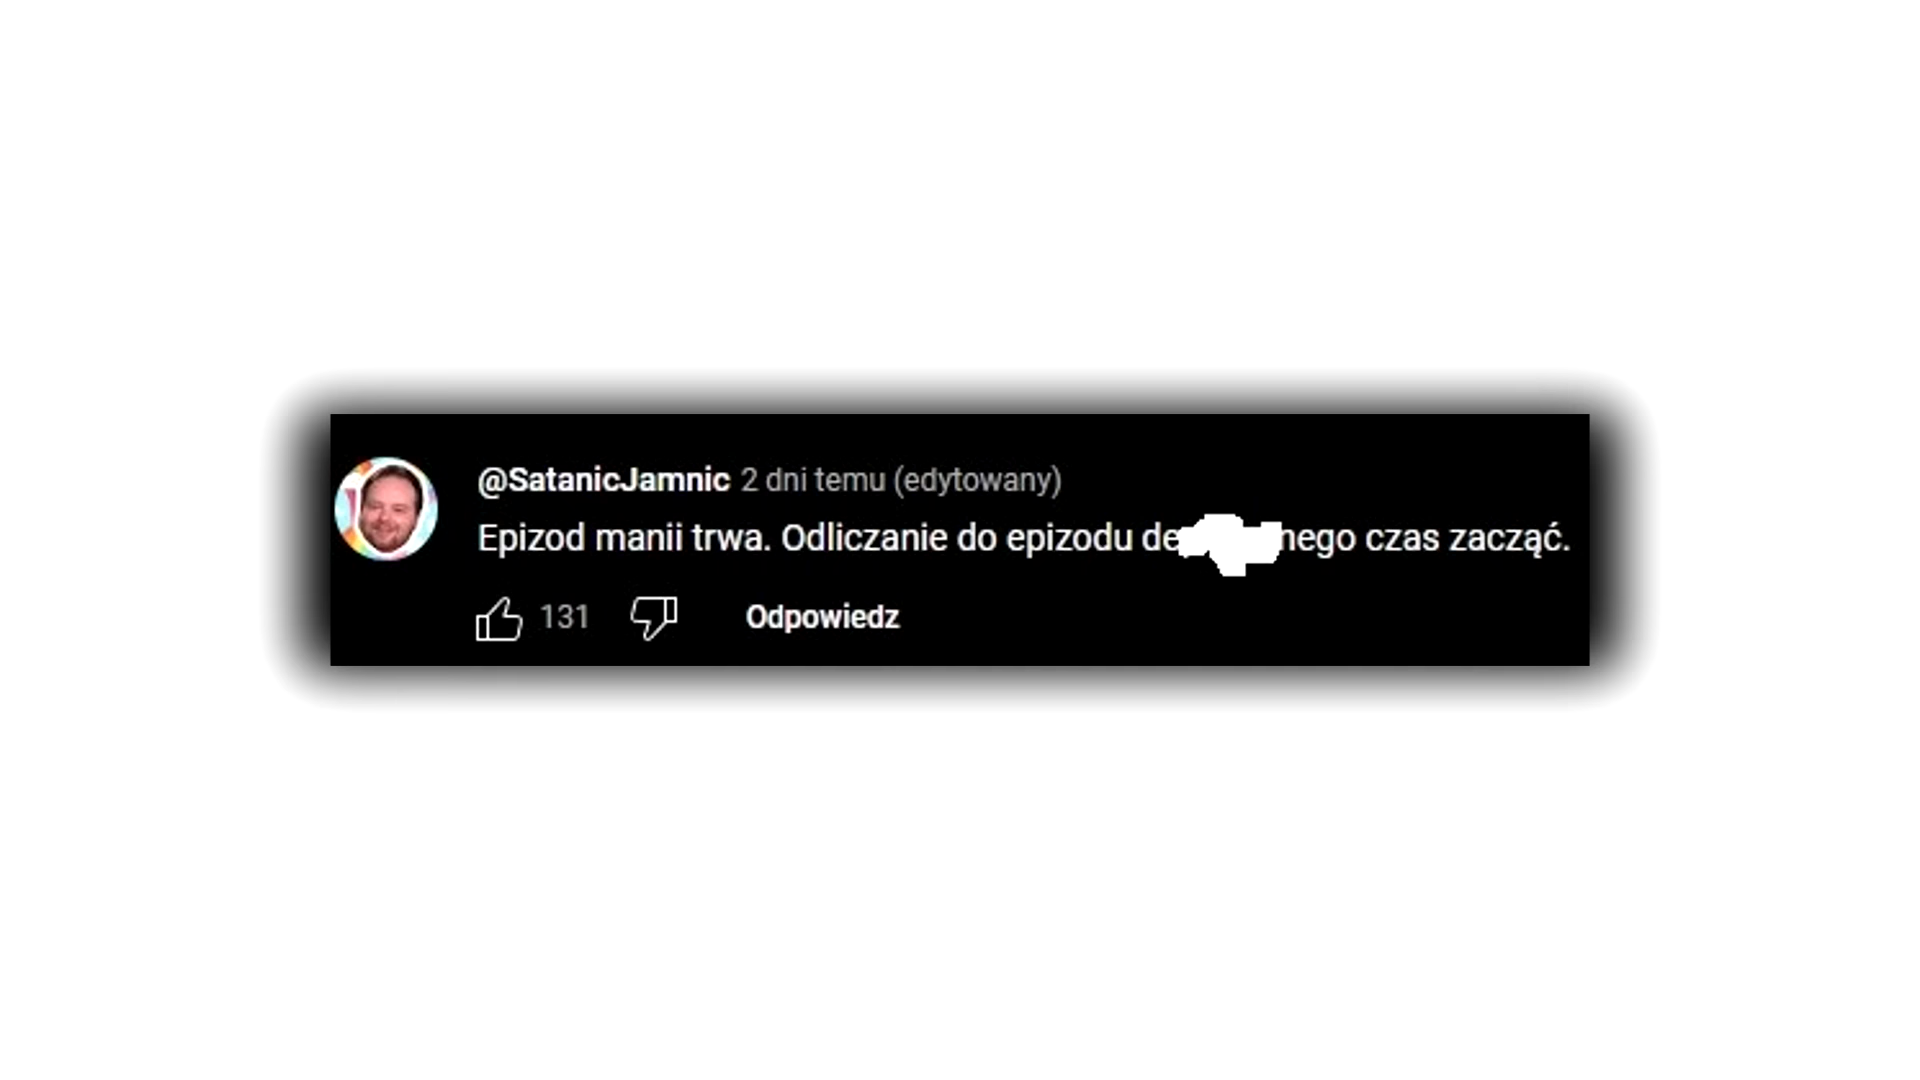 @SatanicJamnic 2 dni temu (edytowany)
Epizod manii trwa. Odliczanie do epizodu czas zacząć.
131 Odpowiedz